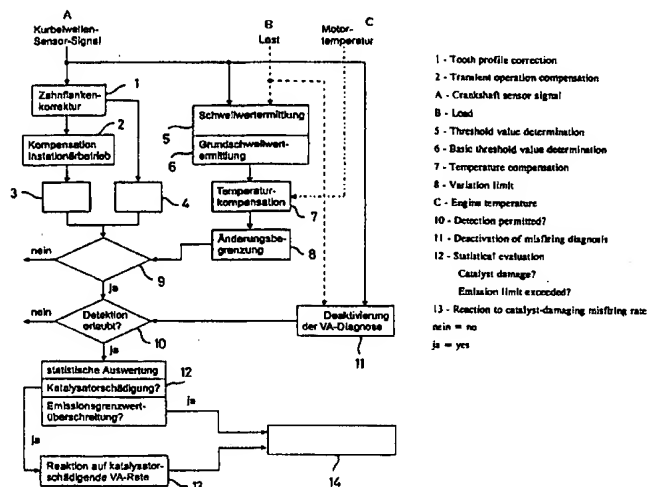 A
Kurbelwellen-
Sensor-Signal
B
Last
Motor-
temperatur
C
Zahnflanken-
korrektur
1
2
Kompensation
Instationärbetrieb
3
4
Schwellwertermittlung
5
Grundschwellwert-
ermittlung
6
Temperatur-
kompensation
7
Änderungsbe-
grenzung
8
nein
9
ja
nein
Detektion
erlaubt?
10
ja
Deaktivierung
der VA-Diagnose
11
statistische Auswertung
12
Katalysatorschädigung?
Emissionsgrenzwert-
überschreitung?
ja
ja
Reaktion auf katalysator-
schädigende VA-Rate
13
14
1 - Tooth profile correction
2 - Transient operation compensation
A - Crankshaft sensor signal
B - Load
5 - Threshold value determination
6 - Basic threshold value determination
7 - Temperature compensation
8 - Variation limit
C - Engine temperature
10 - Detection permitted?
11 - Deactivation of misfiring diagnosis
12 - Statistical evaluation
Catalyst damage?
Emission limit exceeded?
13 - Reaction to catalyst-damaging misfiring rate
nein = no
ja = yes